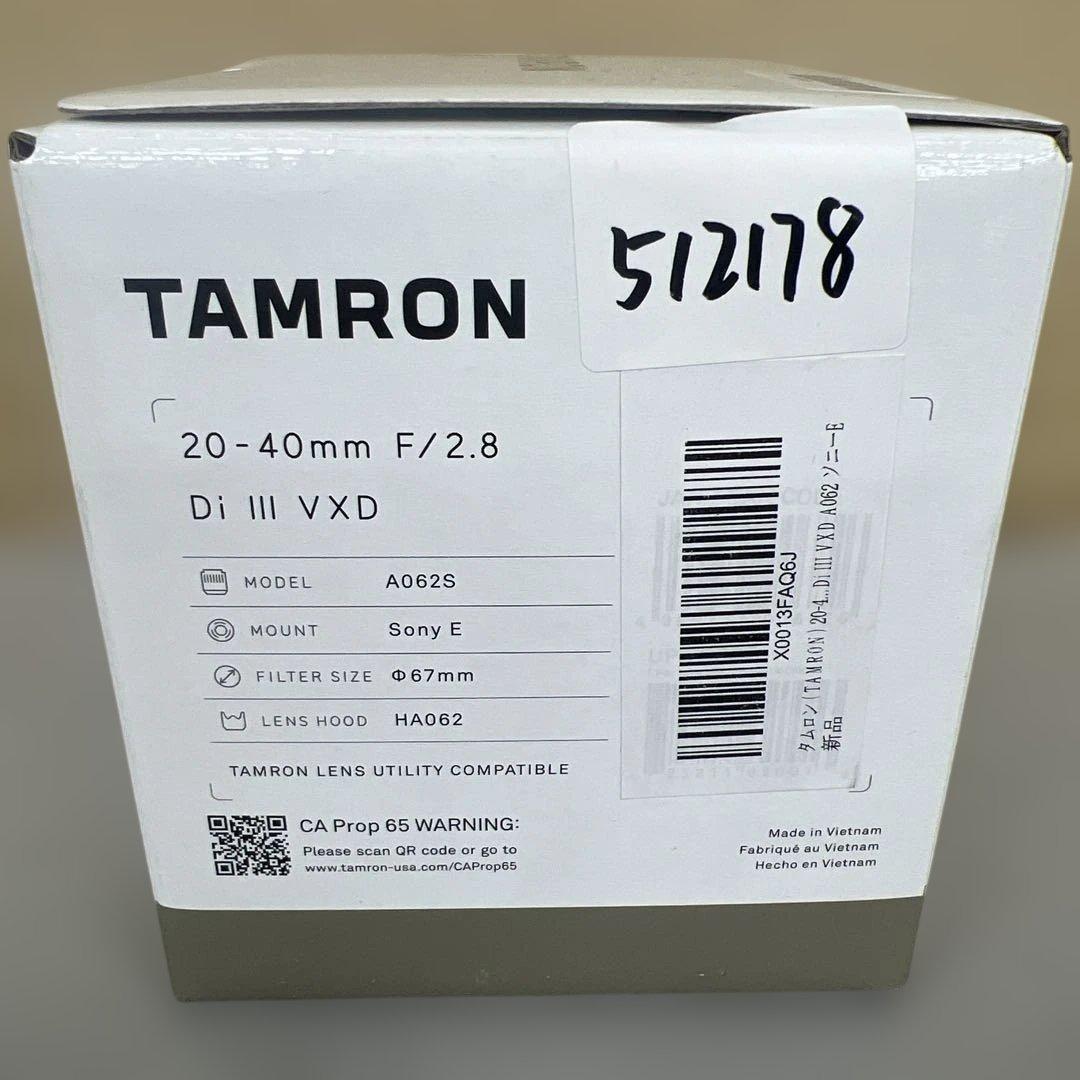 512178
TAMRON
20-40mm F/2.8
Di III VXD
MODEL A062S
MOUNT Sony E
FILTER SIZE Φ67mm
LENS HOOD HA062
TAMRON LENS UTILITY COMPATIBLE
X0013FAQ6J
タムロン(TAMRON) 20-4...Di III VXD A062 ソニーE
新品
CA Prop 65 WARNING:
Please scan QR code or go to
www.tamron-usa.com/CAProp65
Made in Vietnam
Fabriqué au Vietnam
Hecho en Vietnam